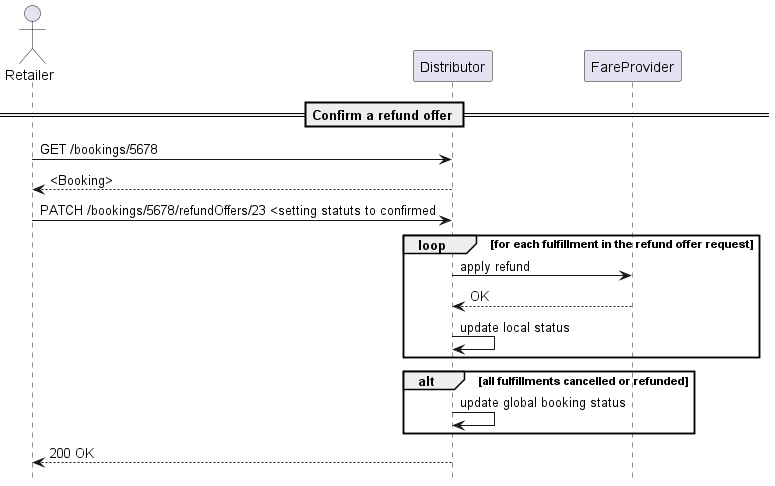 Retailer
Distributor
FareProvider
Confirm a refund offer
GET /bookings/5678
<Booking>
PATCH /bookings/5678/refundOffers/23 <setting statuts to confirmed
loop [for each fulfillment in the refund offer request]
apply refund
OK
update local status
alt [all fulfillments cancelled or refunded]
update global booking status
200 OK